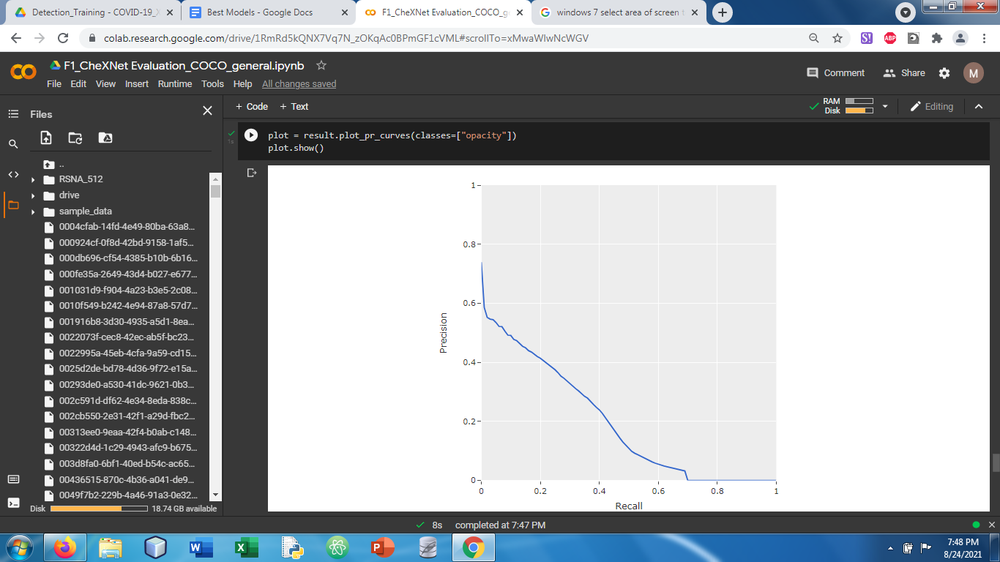 Detection_Training - COVID-19_X
Best Models - Google Docs
F1_CheXNet Evaluation_COCO_ge
windows 7 select area of screen t
colab.research.google.com/drive/1RmRd5kQNX7Vq7N_zOKqAc0BPmGF1cVML#scrollTo=xMwaWlwNcWGV
S!
ABP
F1_CheXNet Evaluation_COCO_general.ipynb
File Edit View Insert Runtime Tools Help All changes saved
Comment Share M
Files
+ Code + Text
RAM
Disk
Editing
1s
plot = result.plot_pr_curves(classes=["opacity"])
plot.show()
..
RSNA_512
drive
sample_data
0004cfab-14fd-4e49-80ba-63a8...
000924cf-0f8d-42bd-9158-1af5...
000db696-cf54-4385-b10b-6b16...
000fe35a-2649-43d4-b027-e677...
001031d9-f904-4a23-b3e5-2c08...
0010f549-b242-4e94-87a8-57d7...
001916b8-3d30-4935-a5d1-8ea...
0022073f-cec8-42ec-ab5f-bc23...
0022995a-45eb-4cfa-9a59-cd15...
0025d2de-bd78-4d36-9f72-e15a...
00293de0-a530-41dc-9621-0b3...
002c591d-df62-4e34-8eda-838c...
002cb550-2e31-42f1-a29d-fbc2...
00313ee0-9eaa-42f4-b0ab-c148...
00322d4d-1c29-4943-afc9-b675...
003d8fa0-6bf1-40ed-b54c-ac65...
00436515-870c-4b36-a041-de9...
0049f7b2-229b-4a46-91a3-0e32...
Disk 18.74 GB available
1
0.8
0.6
0.4
0.2
0
Precision
0 0.2 0.4 0.6 0.8 1
Recall
8s completed at 7:47 PM
7:48 PM
8/24/2021